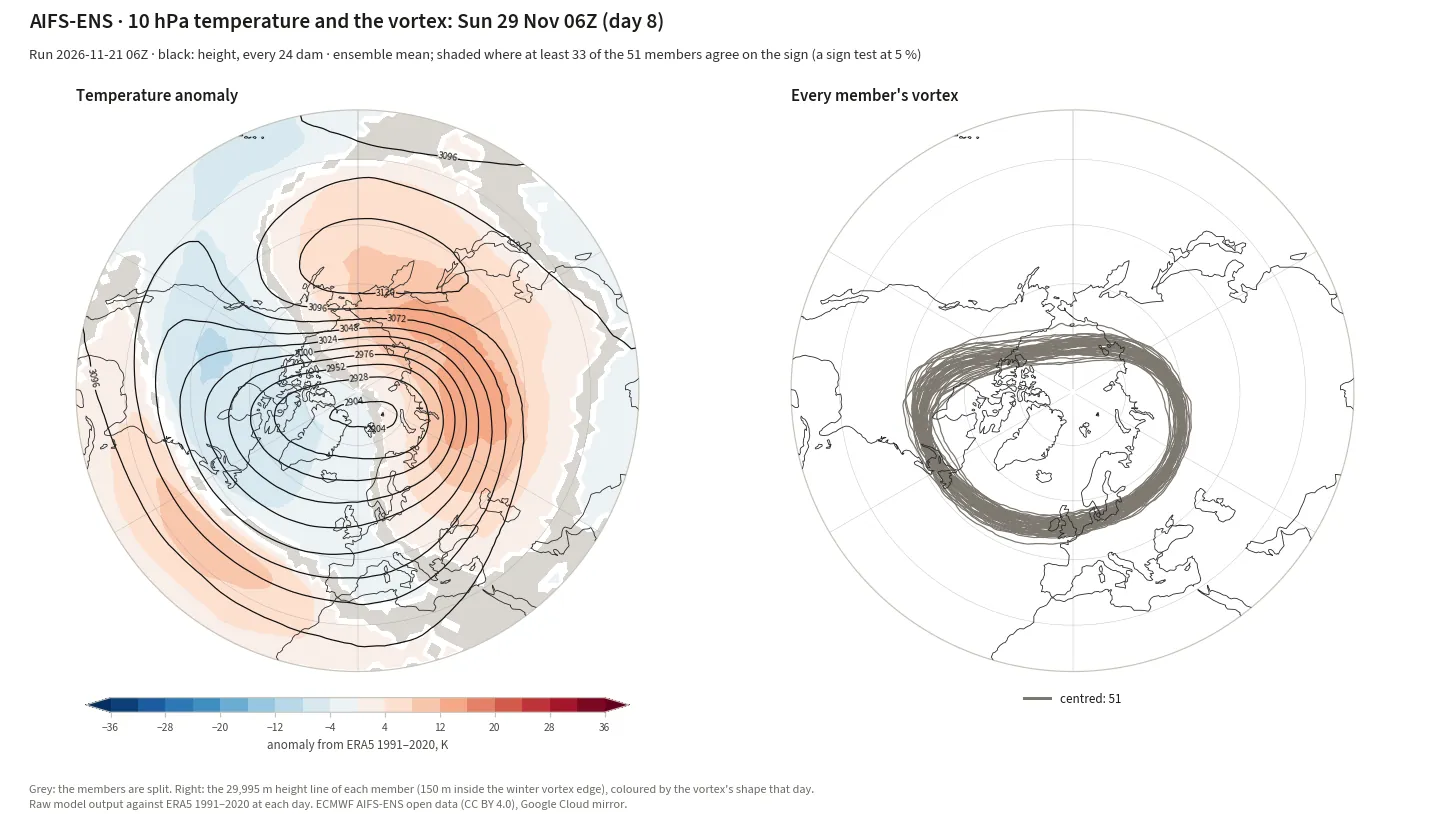 AIFS-ENS · 10 hPa temperature and the vortex: Sun 29 Nov 06Z (day 8)
Run 2026-11-21 06Z · black: height, every 24 dam · ensemble mean; shaded where at least 33 of the 51 members agree on the sign (a sign test at 5 %)
Temperature anomaly
Every member's vortex
3096
3120
3096
3072
3048
3024
3000
2976
2952
2928
3096
2904
2904
centred: 51
−36
−28
−20
−12
−4
4
12
20
28
36
anomaly from ERA5 1991–2020, K
Grey: the members are split. Right: the 29,995 m height line of each member (150 m inside the winter vortex edge), coloured by the vortex's shape that day.
Raw model output against ERA5 1991–2020 at each day. ECMWF AIFS-ENS open data (CC BY 4.0), Google Cloud mirror.